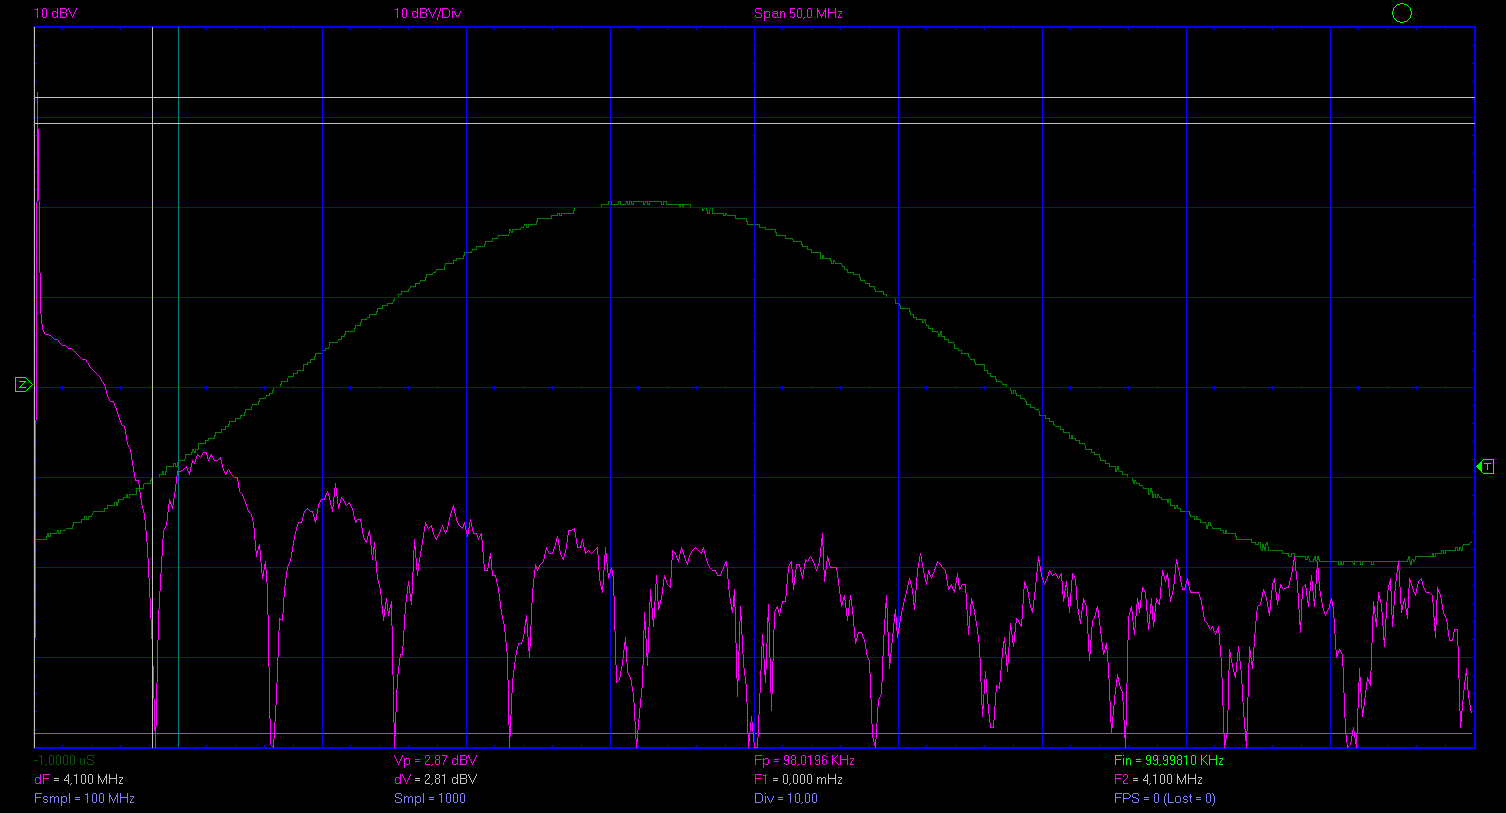 10 dBV 10 dBV/Div Span 50,0 MHz
Z
T
-1,0000 uS Vp = 2,87 dBV Fp = 98,0196 KHz Fin = 99,99810 KHz
dF = 4,100 MHz dV = 2,81 dBV F1 = 0,000 mHz F2 = 4,100 MHz
Fsmpl = 100 MHz Smpl = 1000 Div = 10,00 FPS = 0 (Lost = 0)